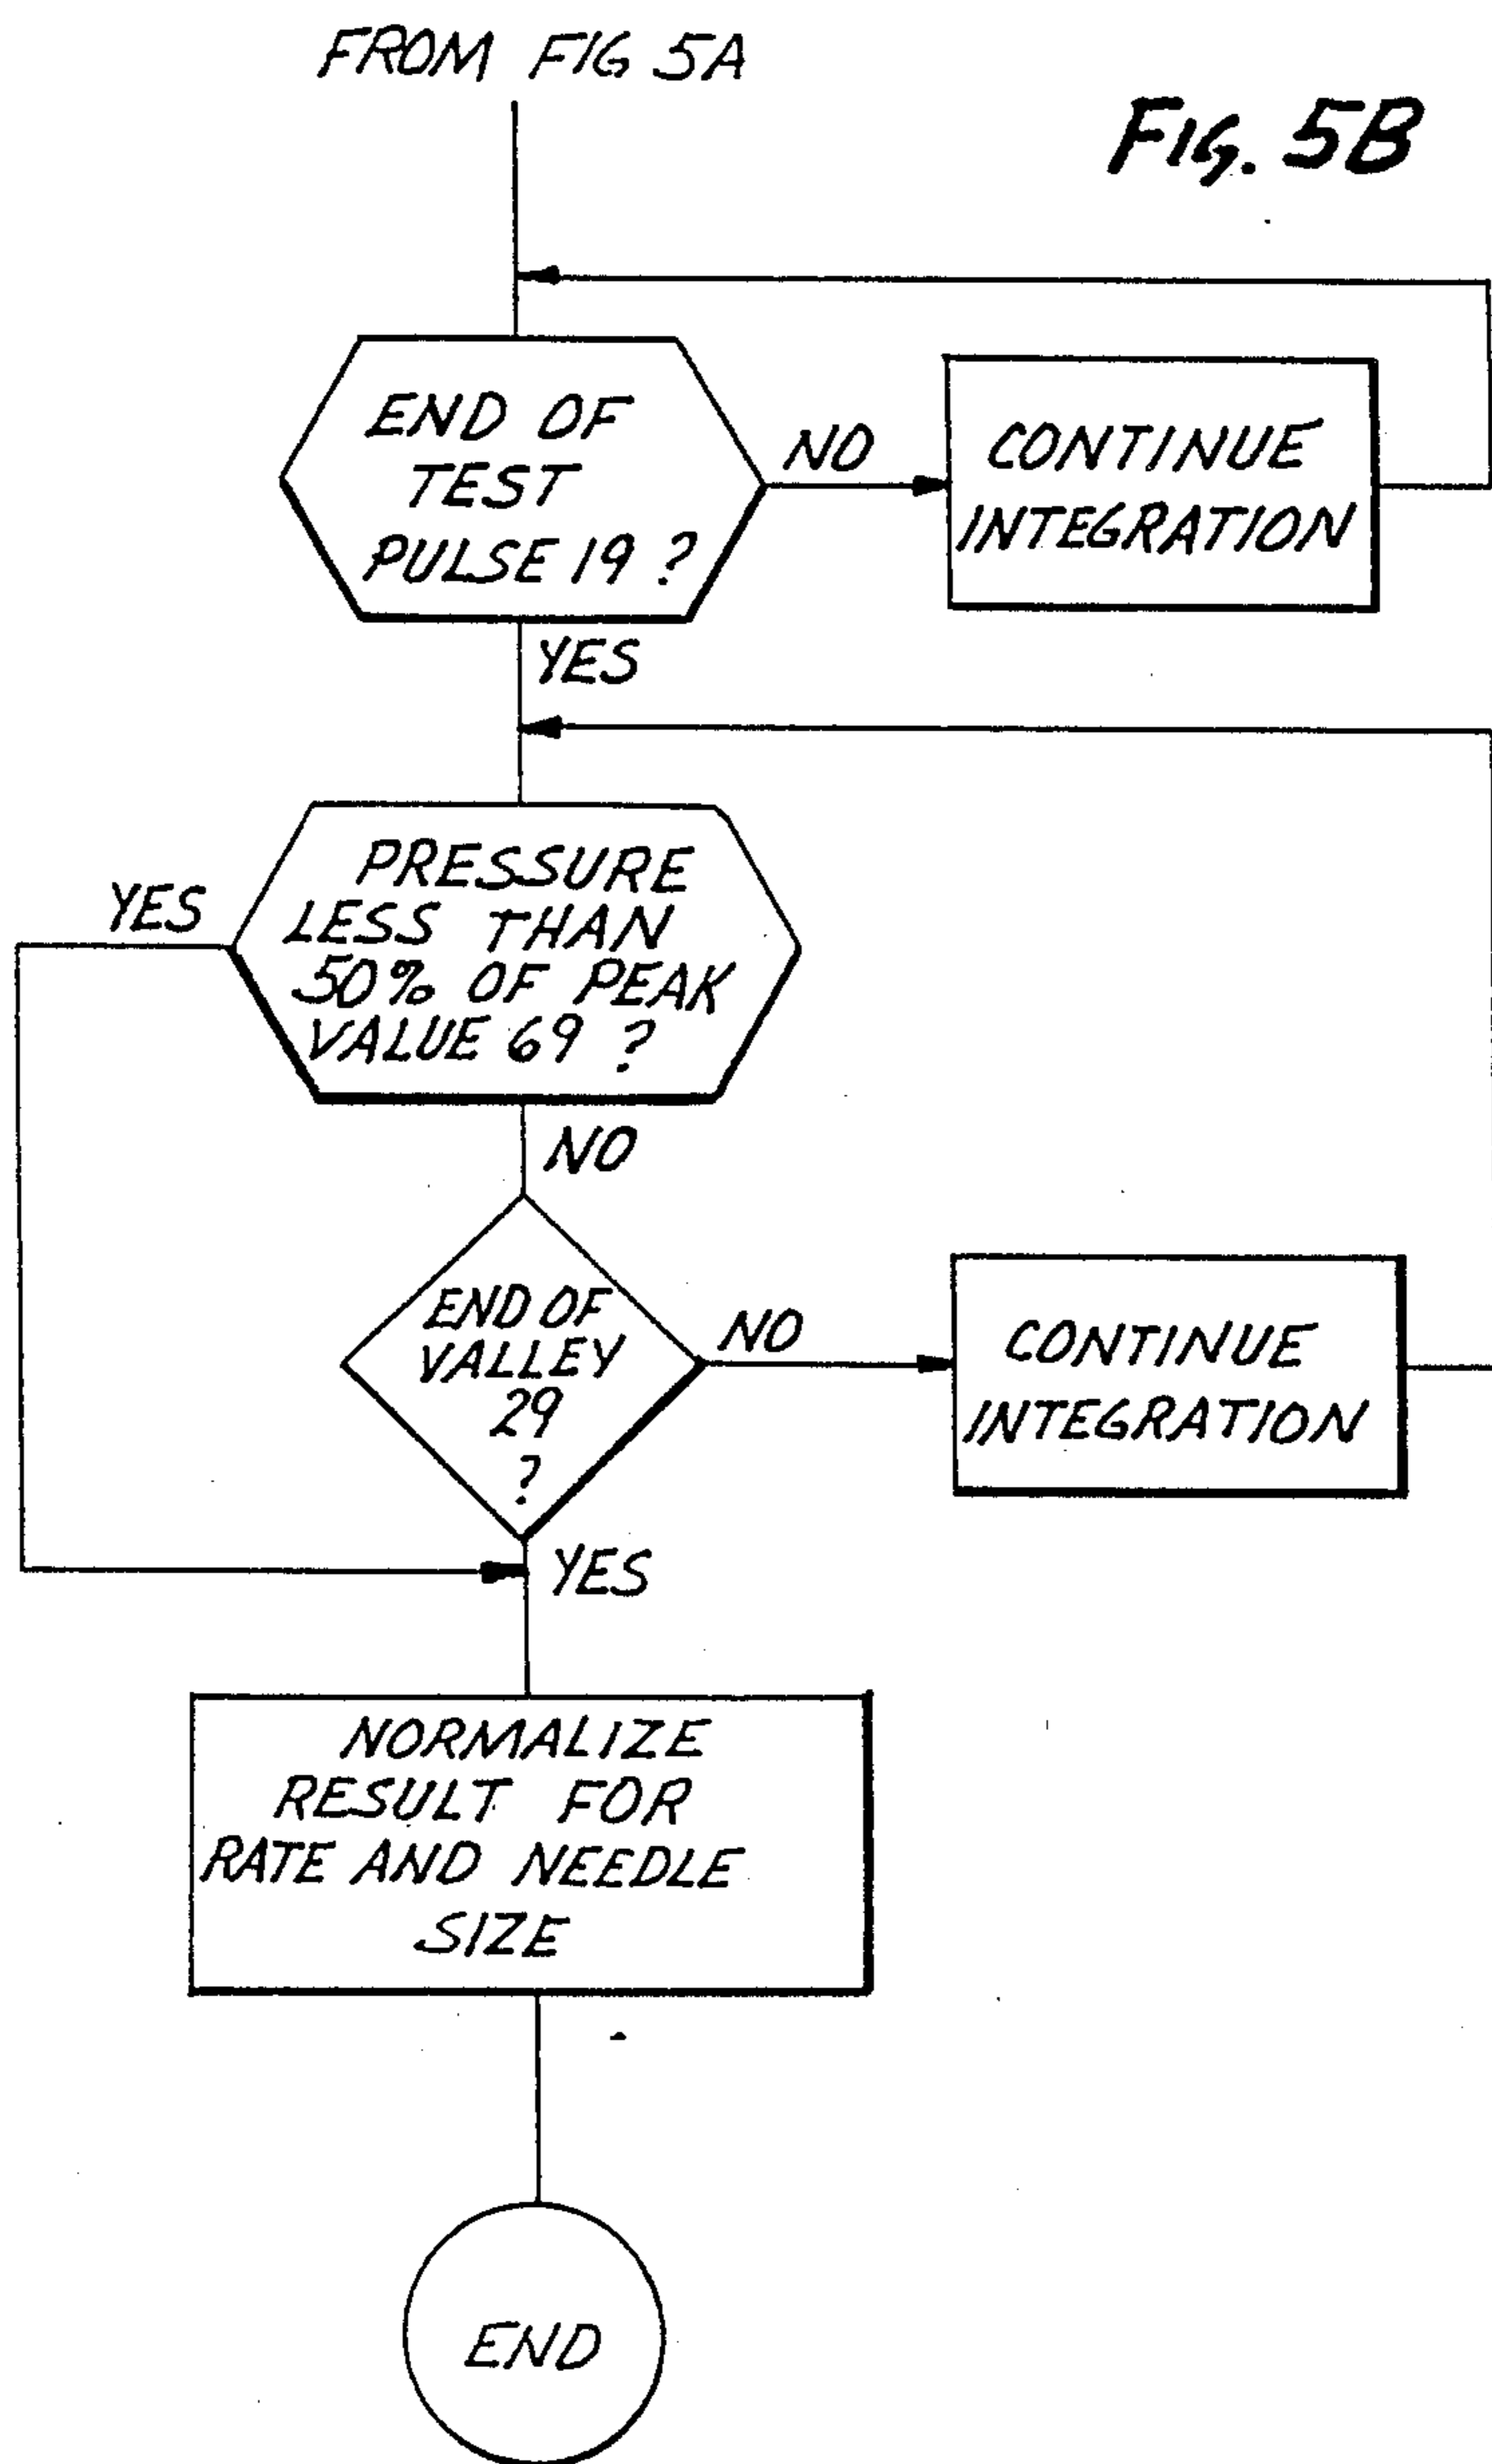 FROM FIG 5A
FIG. 5B
END OF
TEST
PULSE 19 ?
NO
CONTINUE
INTEGRATION
YES
PRESSURE
LESS THAN
50% OF PEAK
VALUE 69 ?
YES
NO
END OF
VALLEY
29
?
NO
CONTINUE
INTEGRATION
YES
NORMALIZE
RESULT FOR
RATE AND NEEDLE
SIZE
END